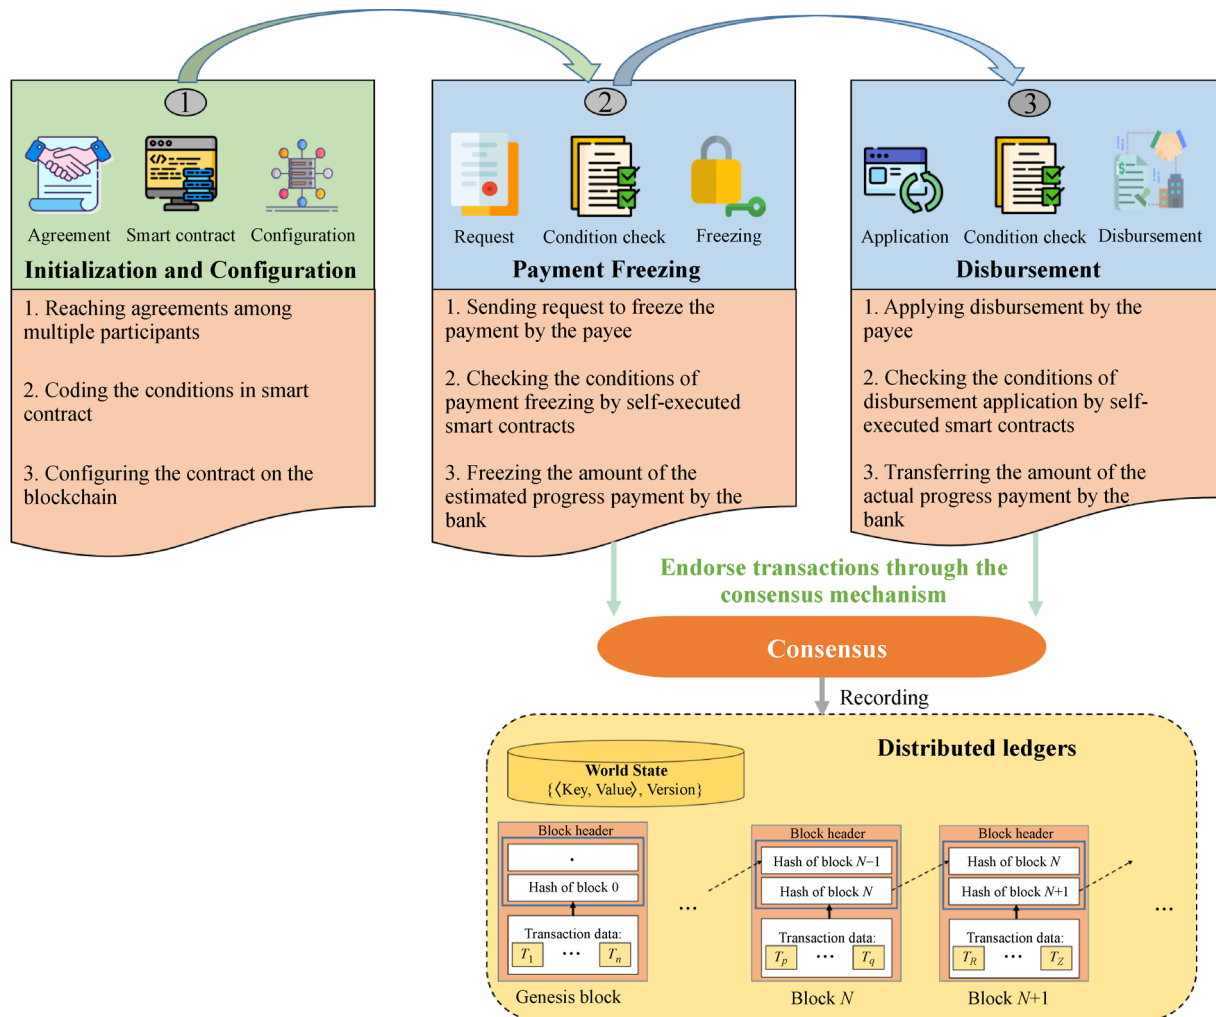 1
Agreement
Smart contract
Configuration
Initialization and Configuration
1. Reaching agreements among
multiple participants
2. Coding the conditions in smart
contract
3. Configuring the contract on the
blockchain
2
Request
Condition check
Freezing
Payment Freezing
1. Sending request to freeze the
payment by the payee
2. Checking the conditions of
payment freezing by self-executed
smart contracts
3. Freezing the amount of the
estimated progress payment by the
bank
3
Application
Condition check
Disbursement
Disbursement
1. Applying disbursement by the
payee
2. Checking the conditions of
disbursement application by self-
executed smart contracts
3. Transferring the amount of the
actual progress payment by the
bank
Endorse transactions through the
consensus mechanism
Consensus
Recording
Distributed ledgers
World State
{⟨Key, Value⟩, Version}
Block header
.
Hash of block 0
Transaction data:
T1 ... Tn
Genesis block
...
Block header
Hash of block N−1
Hash of block N
Transaction data:
Tp ... Tq
Block N
Block header
Hash of block N
Hash of block N+1
Transaction data:
TR ... TZ
Block N+1
...